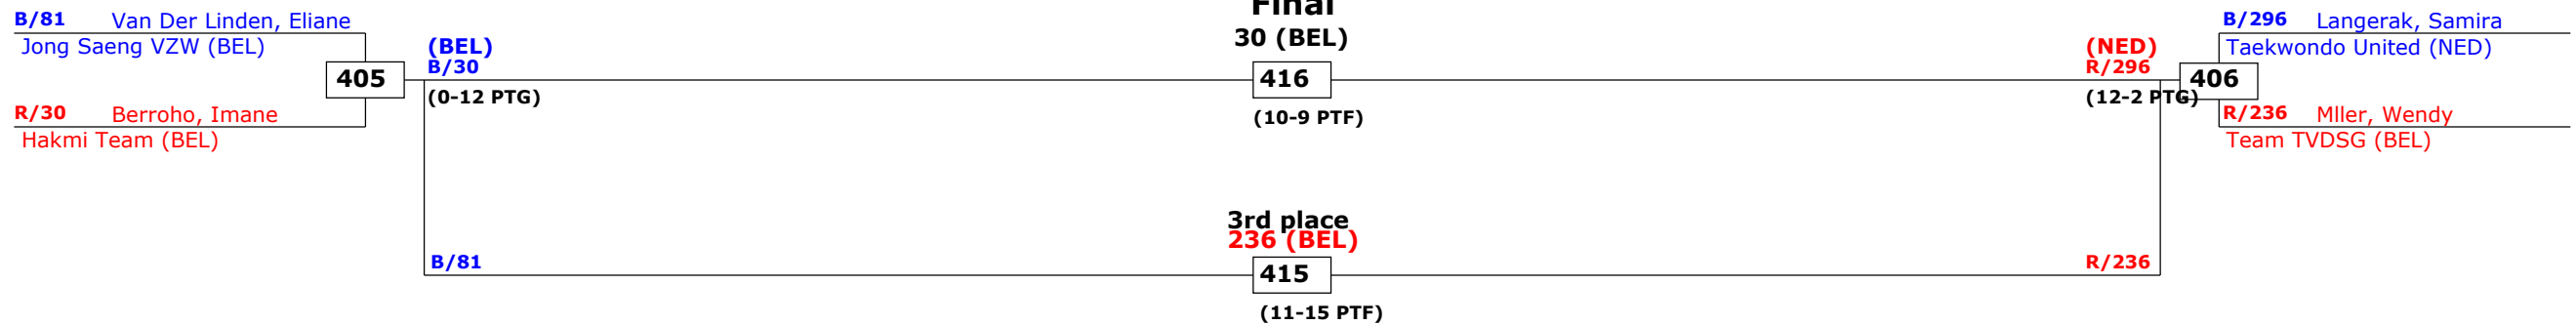 B/81 Van Der Linden, Eliane
Jong Saeng VZW (BEL)
405
R/30 Berroho, Imane
Hakmi Team (BEL)
(BEL)
B/30
(0-12 PTG)
Final
30 (BEL)
416
(10-9 PTF)
3rd place
236 (BEL)
B/81
415
R/236
(11-15 PTF)
(NED)
R/296
(12-2 PTG)
B/296 Langerak, Samira
Taekwondo United (NED)
406
R/236 Mller, Wendy
Team TVDSG (BEL)